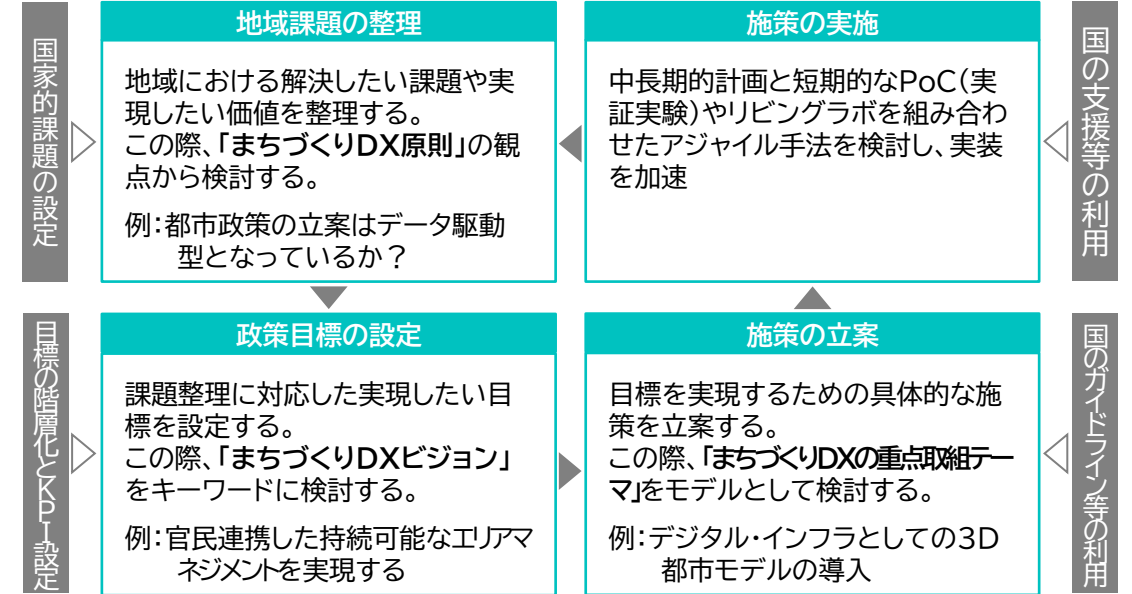 国家的課題の設定
地域課題の整理
地域における解決したい課題や実
現したい価値を整理する。
この際、「まちづくりDX原則」の観
点から検討する。
例：都市政策の立案はデータ駆動
型となっているか？
施策の実施
中長期的計画と短期的なPoC（実
証実験）やリビングラボを組み合わ
せたアジャイル手法を検討し、実装
を加速
国の支援等の利用
目標の階層化とKPI設定
政策目標の設定
課題整理に対応した実現したい目
標を設定する。
この際、「まちづくりDXビジョン」
をキーワードに検討する。
例：官民連携した持続可能なエリアマ
ネジメントを実現する
施策の立案
目標を実現するための具体的な施
策を立案する。
この際、「まちづくりDXの重点取組テー
マ」をモデルとして検討する。
例：デジタル・インフラとしての3D
都市モデルの導入
国のガイドライン等の利用